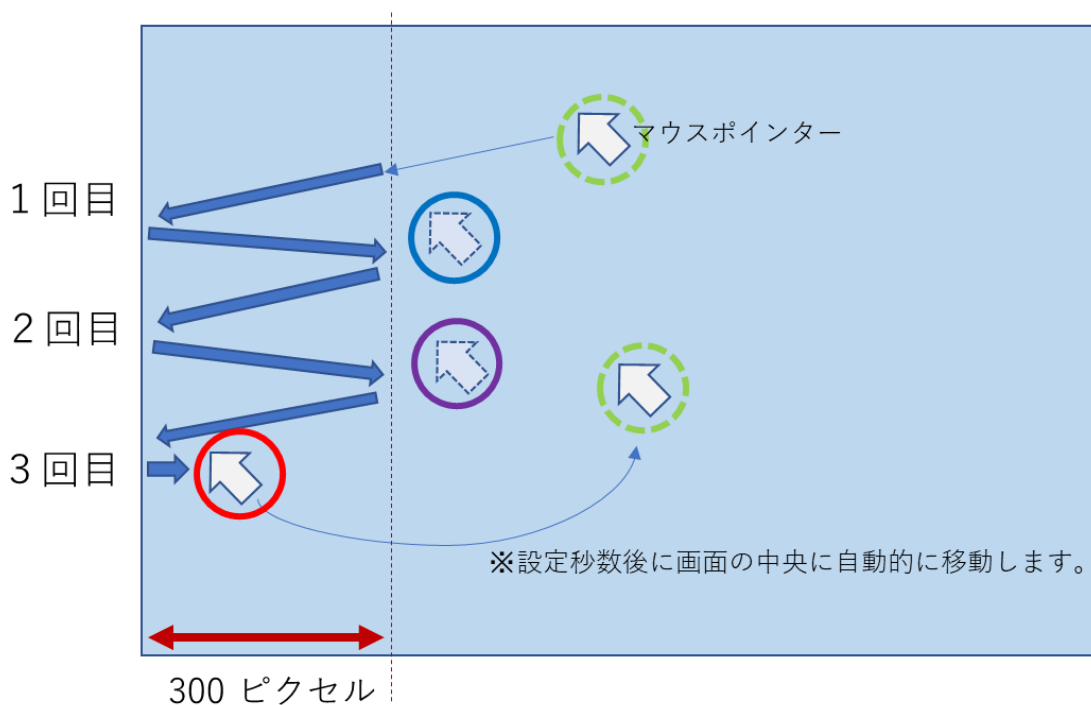 マウスポインター
1回目
2回目
3回目
※設定秒数後に画面の中央に自動的に移動します。
300 ピクセル